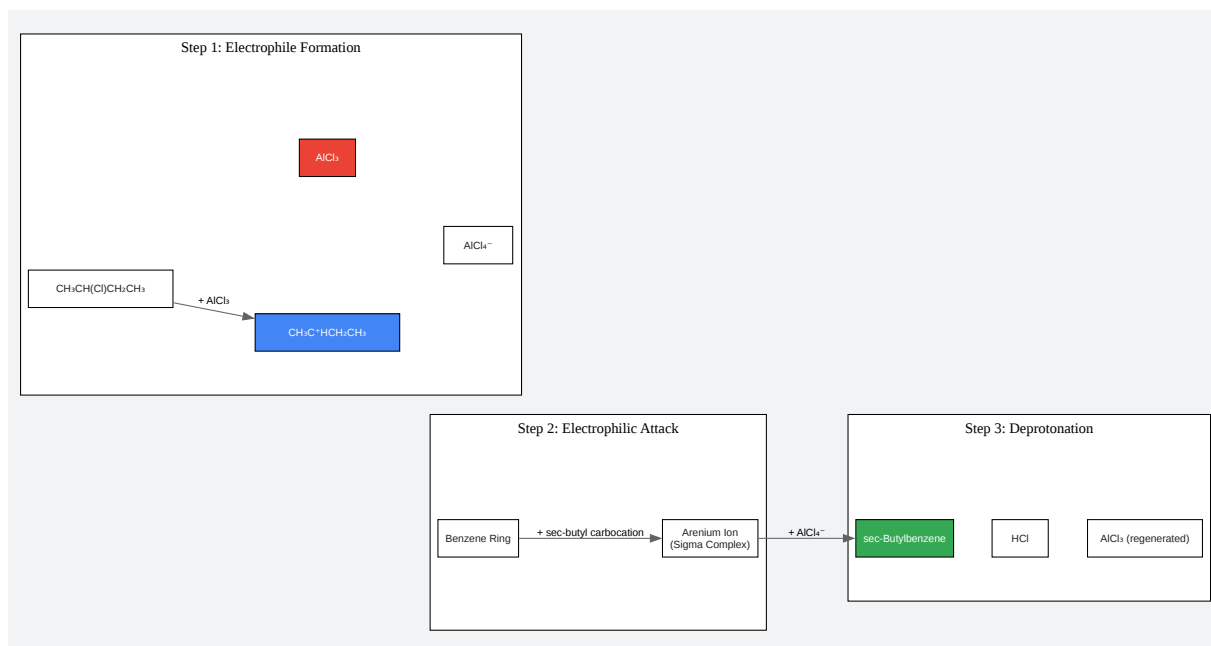 Step 1: Electrophile Formation
AlCl₃
AlCl₄⁻
CH₃CH(Cl)CH₂CH₃
+ AlCl₃
CH₃C⁺HCH₂CH₃
Step 2: Electrophilic Attack
Benzene Ring
+ sec-butyl carbocation
Arenium Ion
(Sigma Complex)
+ AlCl₄⁻
Step 3: Deprotonation
sec-Butylbenzene
HCl
AlCl₃ (regenerated)